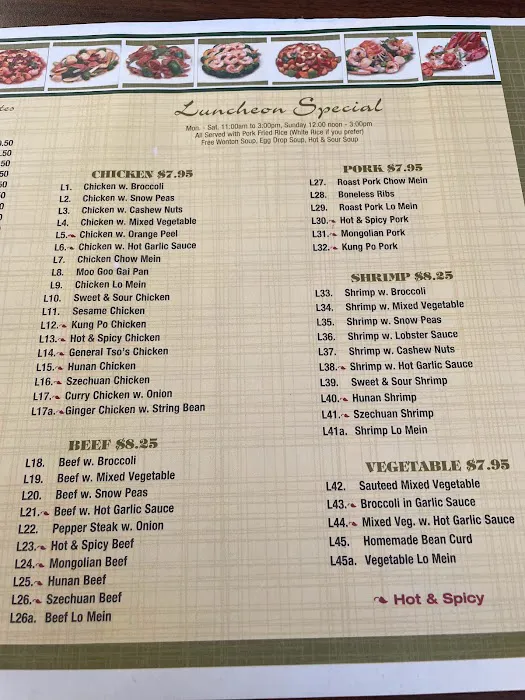 Luncheon Special
Mon. - Sat. 11:00am to 3:00pm, Sunday 12:00 noon - 3:00pm
All Served with Pork Fried Rice (White Rice if you prefer)
Free Wonton Soup, Egg Drop Soup, Hot & Sour Soup
CHICKEN $7.95
L1. Chicken w. Broccoli
L2. Chicken w. Snow Peas
L3. Chicken w. Cashew Nuts
L4. Chicken w. Mixed Vegetable
L5. Chicken w. Orange Peel
L6. Chicken w. Hot Garlic Sauce
L7. Chicken Chow Mein
L8. Moo Goo Gai Pan
L9. Chicken Lo Mein
L10. Sweet & Sour Chicken
L11. Sesame Chicken
L12. Kung Po Chicken
L13. Hot & Spicy Chicken
L14. General Tso's Chicken
L15. Hunan Chicken
L16. Szechuan Chicken
L17. Curry Chicken w. Onion
L17a. Ginger Chicken w. String Bean
BEEF $8.25
L18. Beef w. Broccoli
L19. Beef w. Mixed Vegetable
L20. Beef w. Snow Peas
L21. Beef w. Hot Garlic Sauce
L22. Pepper Steak w. Onion
L23. Hot & Spicy Beef
L24. Mongolian Beef
L25. Hunan Beef
L26. Szechuan Beef
L26a. Beef Lo Mein
PORK $7.95
L27. Roast Pork Chow Mein
L28. Boneless Ribs
L29. Roast Pork Lo Mein
L30. Hot & Spicy Pork
L31. Mongolian Pork
L32. Kung Po Pork
SHRIMP $8.25
L33. Shrimp w. Broccoli
L34. Shrimp w. Mixed Vegetable
L35. Shrimp w. Snow Peas
L36. Shrimp w. Lobster Sauce
L37. Shrimp w. Cashew Nuts
L38. Shrimp w. Hot Garlic Sauce
L39. Sweet & Sour Shrimp
L40. Hunan Shrimp
L41. Szechuan Shrimp
L41a. Shrimp Lo Mein
VEGETABLE $7.95
L42. Sauteed Mixed Vegetable
L43. Broccoli in Garlic Sauce
L44. Mixed Veg. w. Hot Garlic Sauce
L45. Homemade Bean Curd
L45a. Vegetable Lo Mein
Hot & Spicy